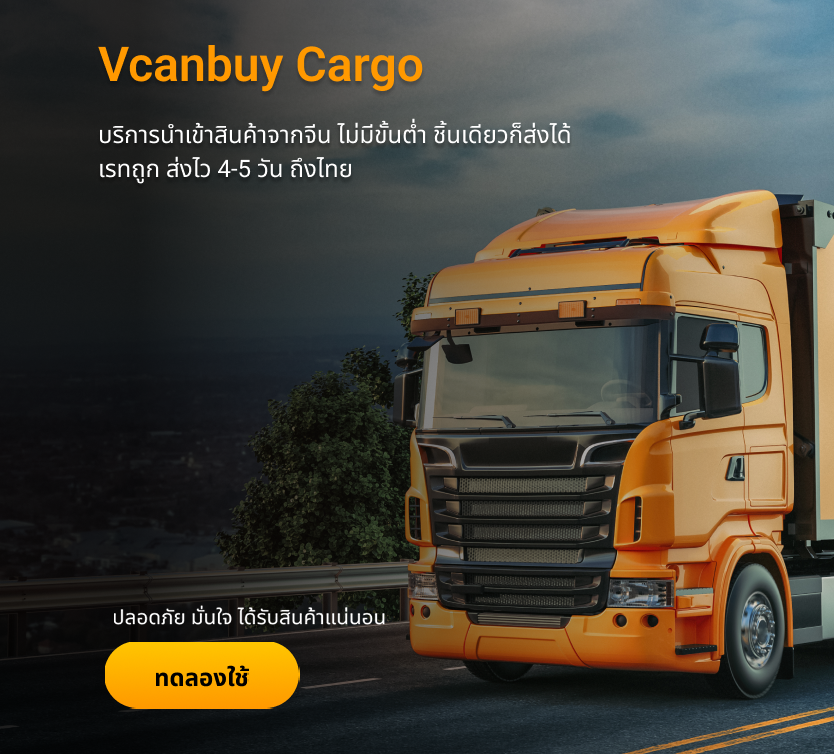 Vcanbuy Cargo
บริการนำเข้าสินค้าจากจีน ไม่มีขั้นต่ำ ชิ้นเดียวก็ส่งได้
เรทถูก ส่งไว 4-5 วัน ถึงไทย
ปลอดภัย มั่นใจ ได้รับสินค้าแน่นอน
ทดลองใช้